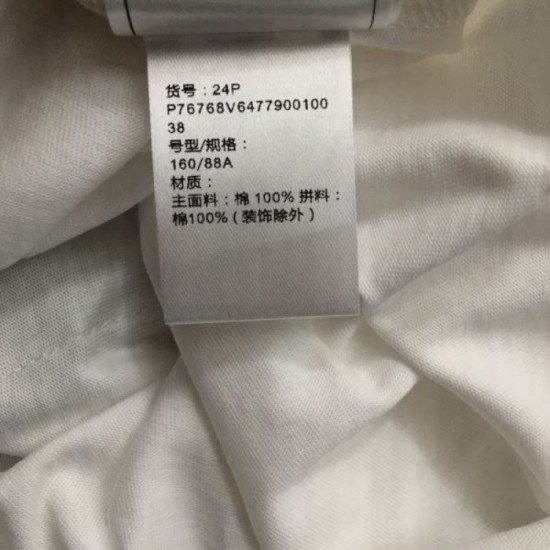 货号：24P
P76768V6477900100
38
号型/规格：
160/88A
材质：
主面料：棉 100% 拼料：
棉100%（装饰除外）